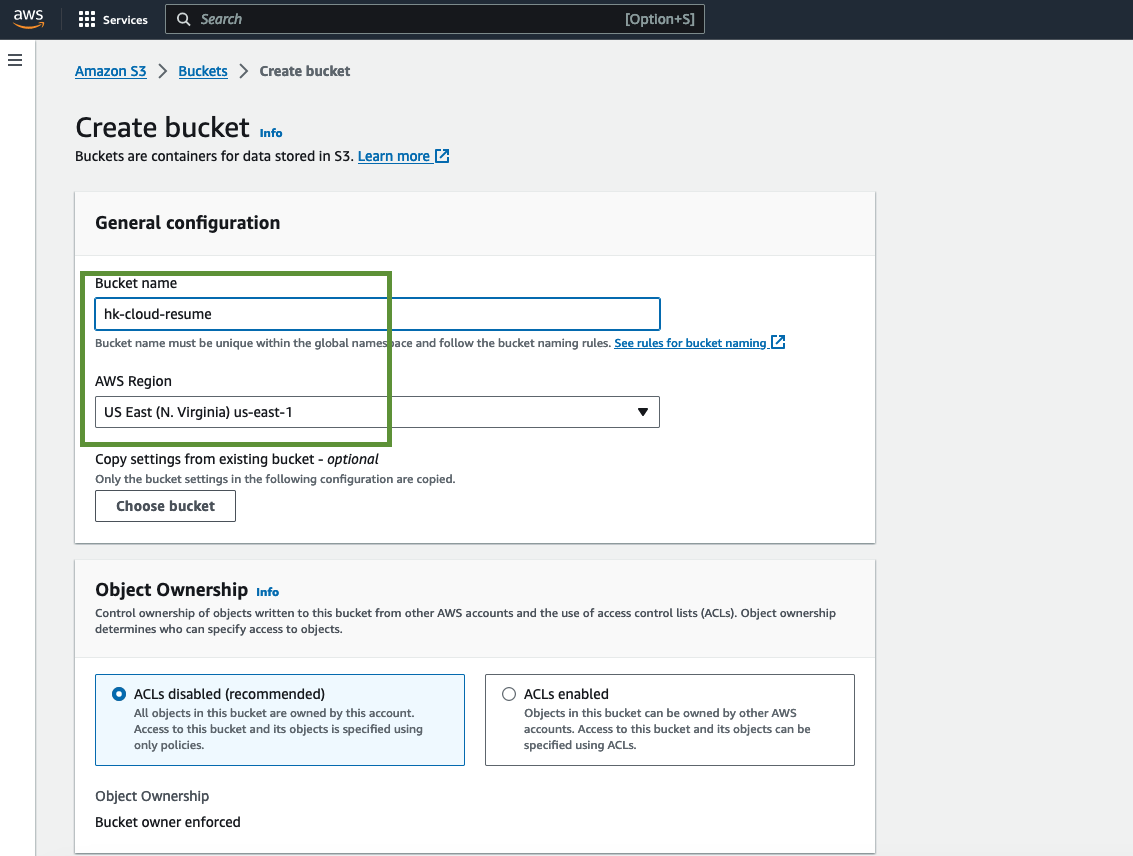 aws
Services
Search
[Option+S]
Amazon S3 > Buckets > Create bucket
Create bucket Info
Buckets are containers for data stored in S3. Learn more
General configuration
Bucket name
hk-cloud-resume
Bucket name must be unique within the global namespace and follow the bucket naming rules. See rules for bucket naming
AWS Region
US East (N. Virginia) us-east-1
Copy settings from existing bucket - optional
Only the bucket settings in the following configuration are copied.
Choose bucket
Object Ownership Info
Control ownership of objects written to this bucket from other AWS accounts and the use of access control lists (ACLs). Object ownership
determines who can specify access to objects.
ACLs disabled (recommended)
All objects in this bucket are owned by this account.
Access to this bucket and its objects is specified using
only policies.
ACLs enabled
Objects in this bucket can be owned by other AWS
accounts. Access to this bucket and its objects can be
specified using ACLs.
Object Ownership
Bucket owner enforced